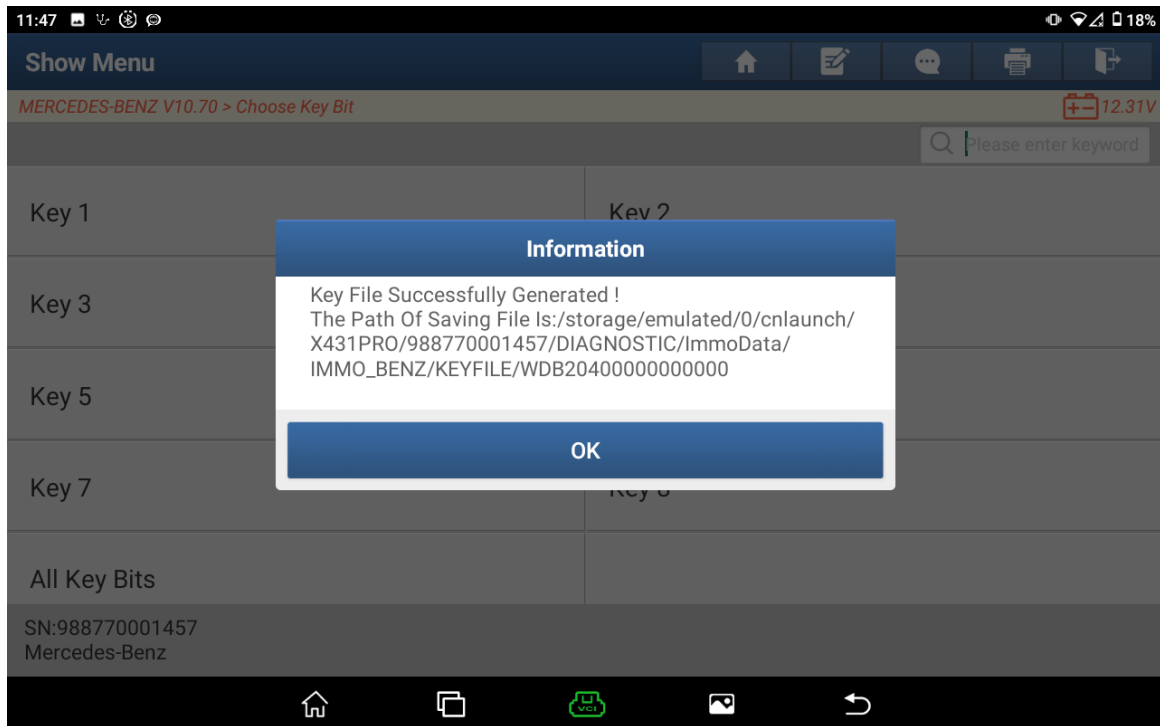 11:47
18%
Show Menu
MERCEDES-BENZ V10.70 > Choose Key Bit
12.31V
Please enter keyword
Key 1
Key 2
Information
Key File Successfully Generated !
The Path Of Saving File Is:/storage/emulated/0/cnlaunch/
X431PRO/988770001457/DIAGNOSTIC/ImmoData/
IMMO_BENZ/KEYFILE/WDB20400000000000
OK
Key 3
Key 5
Key 7
Key 8
All Key Bits
SN:988770001457
Mercedes-Benz
VCI